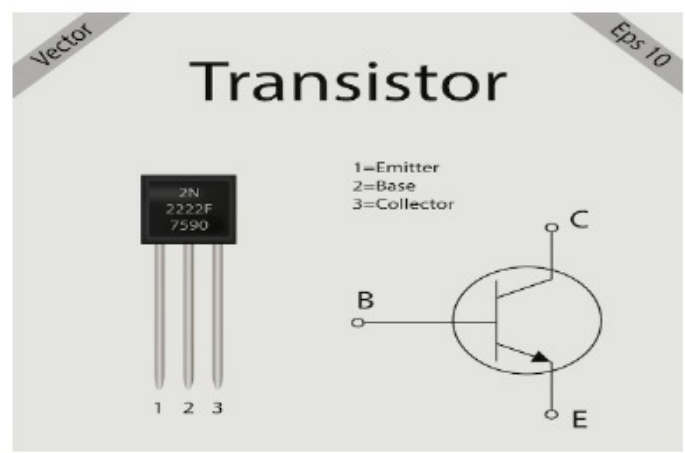 Vector
Eps 10
Transistor
1=Emitter
2=Base
3=Collector
2N
2222F
7590
C
B
E
1 2 3